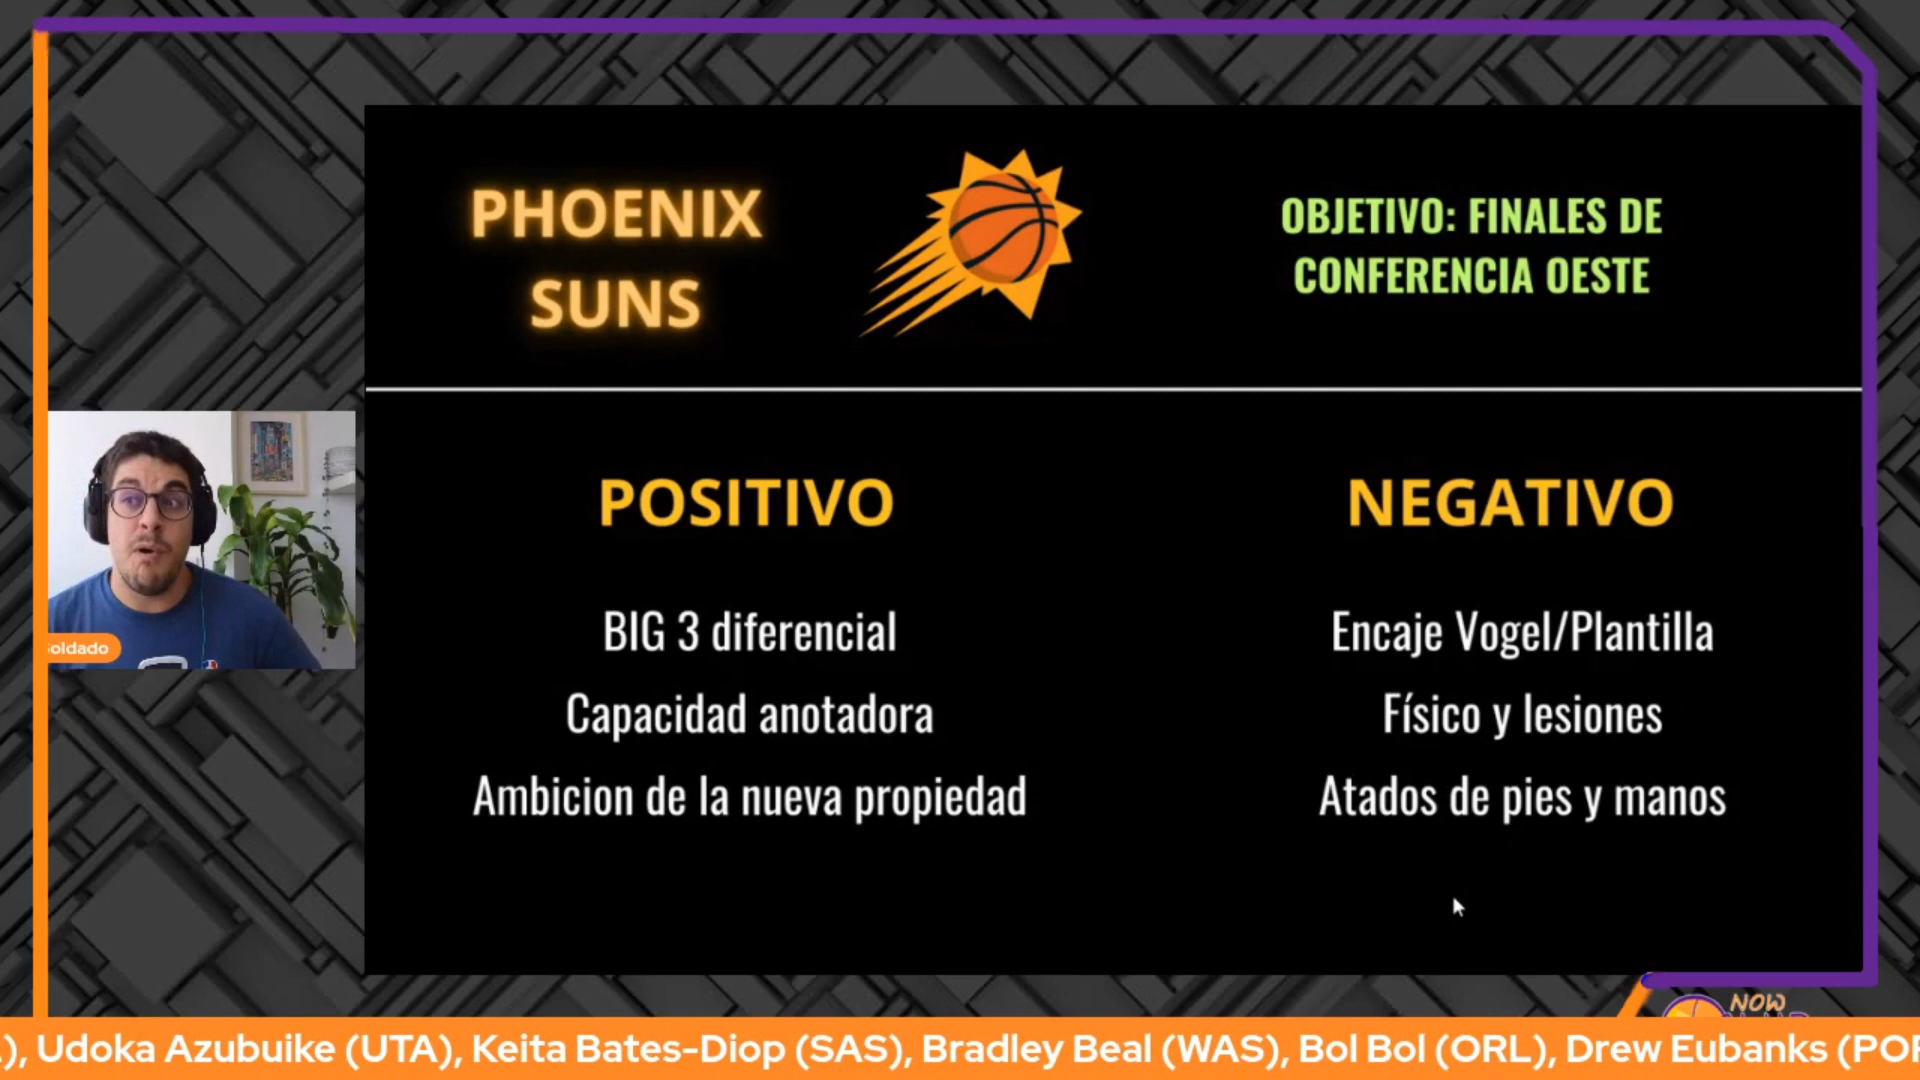 PHOENIX
SUNS
OBJETIVO: FINALES DE
CONFERENCIA OESTE
POSITIVO
NEGATIVO
BIG 3 diferencial
Encaje Vogel/Plantilla
Capacidad anotadora
Físico y lesiones
Ambicion de la nueva propiedad
Atados de pies y manos
oldado
NOW
), Udoka Azubuike (UTA), Keita Bates-Diop (SAS), Bradley Beal (WAS), Bol Bol (ORL), Drew Eubanks (POR